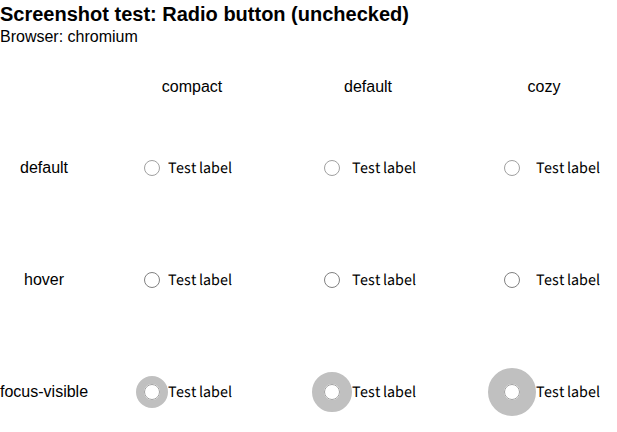 Screenshot test: Radio button (unchecked)
Browser: chromium
compact default cozy
default Test label Test label Test label
hover Test label Test label Test label
focus-visible Test label Test label Test label